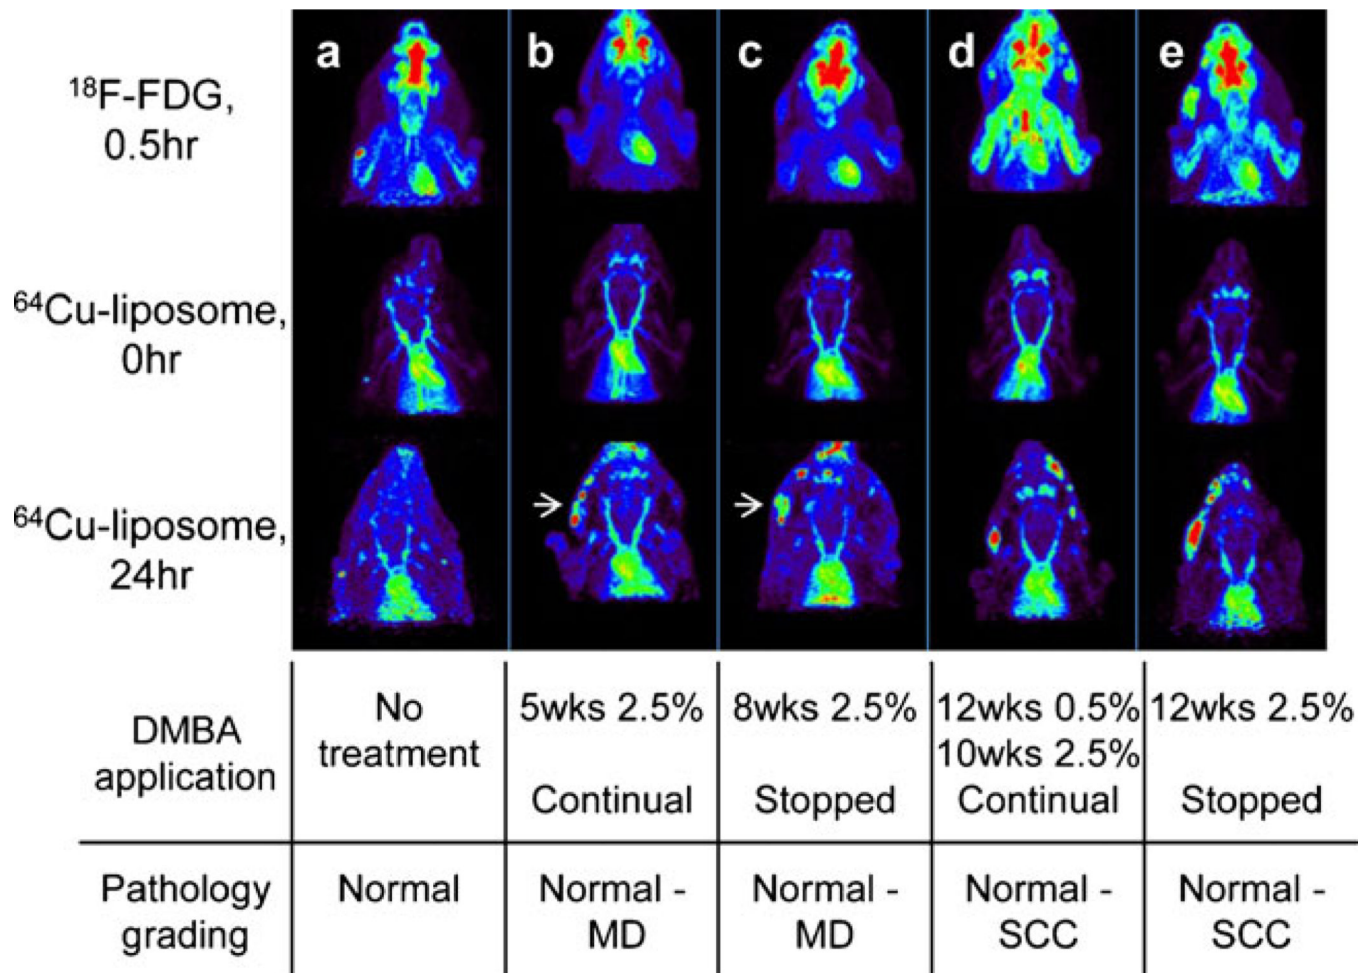 a b c d e
¹⁸F-FDG,
0.5hr
⁶⁴Cu-liposome,
0hr
⁶⁴Cu-liposome,
24hr
DMBA
application
No
treatment
5wks 2.5%
Continual
8wks 2.5%
Stopped
12wks 0.5%
10wks 2.5%
Continual
12wks 2.5%
Stopped
Pathology
grading
Normal
Normal -
MD
Normal -
MD
Normal -
SCC
Normal -
SCC